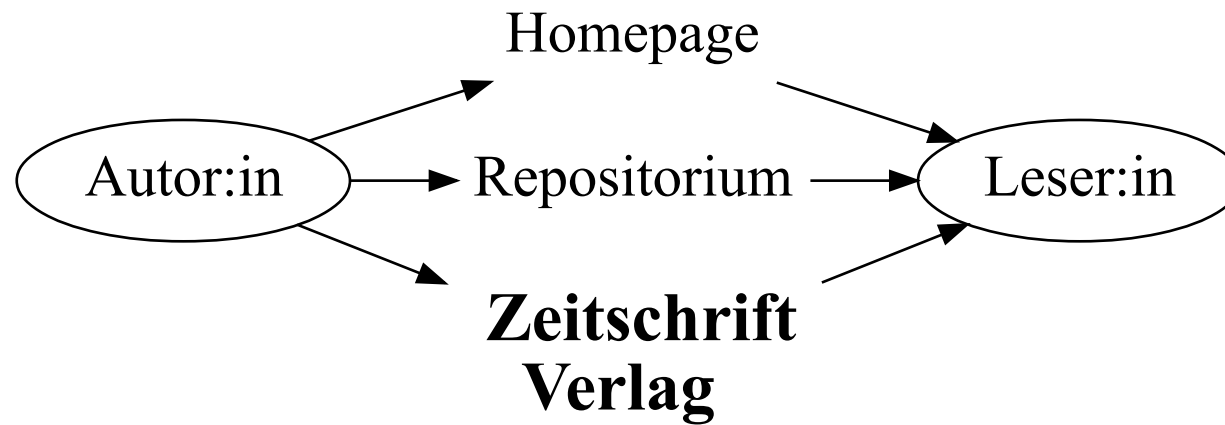 Homepage
Autor:in
Repositorium
Leser:in
Zeitschrift
Verlag